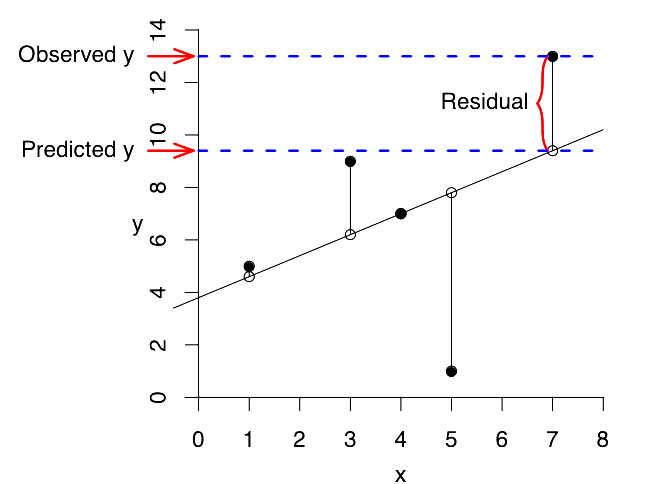 Observed y
Predicted y
Residual
y
14
12
10
8
6
4
2
0
0 1 2 3 4 5 6 7 8
x